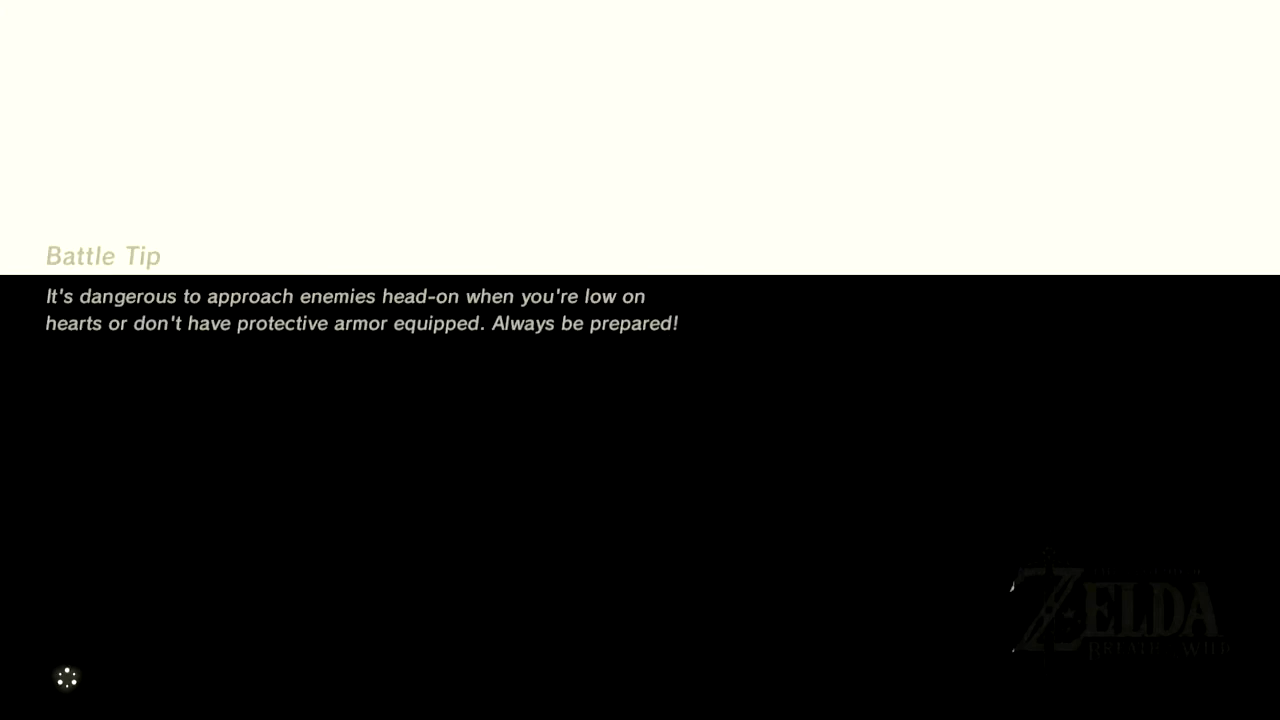 Battle Tip
It's dangerous to approach enemies head-on when you're low on
hearts or don't have protective armor equipped. Always be prepared!
ZELDA